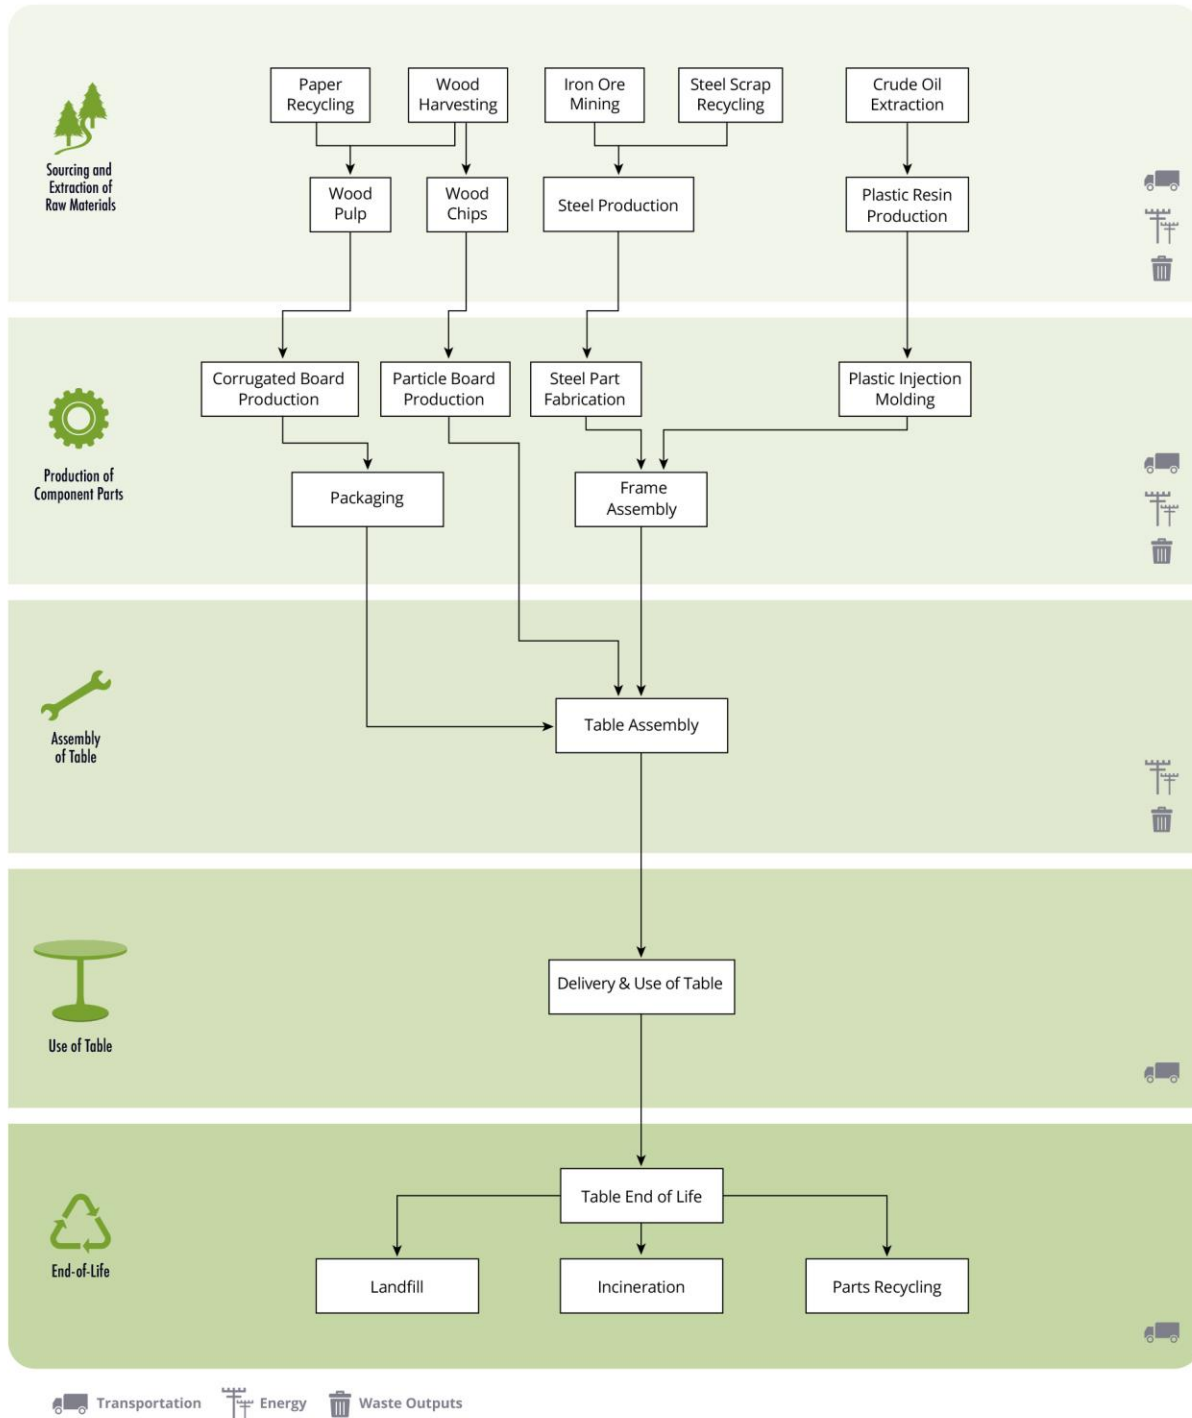 Paper
Recycling
Wood
Harvesting
Iron Ore
Mining
Steel Scrap
Recycling
Crude Oil
Extraction
Sourcing and
Extraction of
Raw Materials
Wood
Pulp
Wood
Chips
Steel Production
Plastic Resin
Production
Corrugated Board
Production
Particle Board
Production
Steel Part
Fabrication
Plastic Injection
Molding
Production of
Component Parts
Packaging
Frame
Assembly
Assembly
of Table
Table Assembly
Use of Table
Delivery & Use of Table
End-of-Life
Table End of Life
Landfill
Incineration
Parts Recycling
Transportation
Energy
Waste Outputs